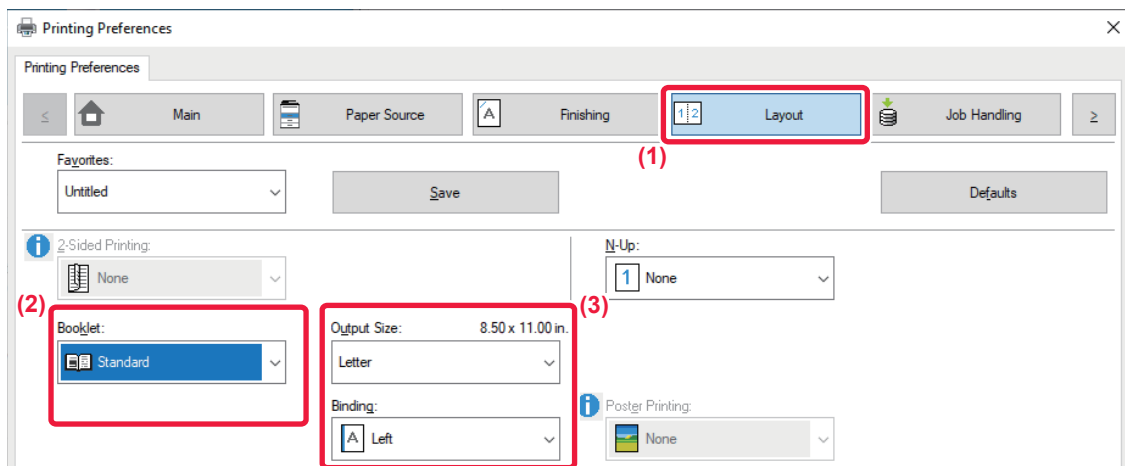 Printing Preferences
Printing Preferences
< Main Paper Source A Finishing 1 2 Layout Job Handling >
(1)
Favorites:
Untitled Save Defaults
2-Sided Printing: N-Up:
None 1 None
(2) (3)
Booklet: Output Size: 8.50 x 11.00 in.
Standard Letter
Binding: Poster Printing:
A Left None